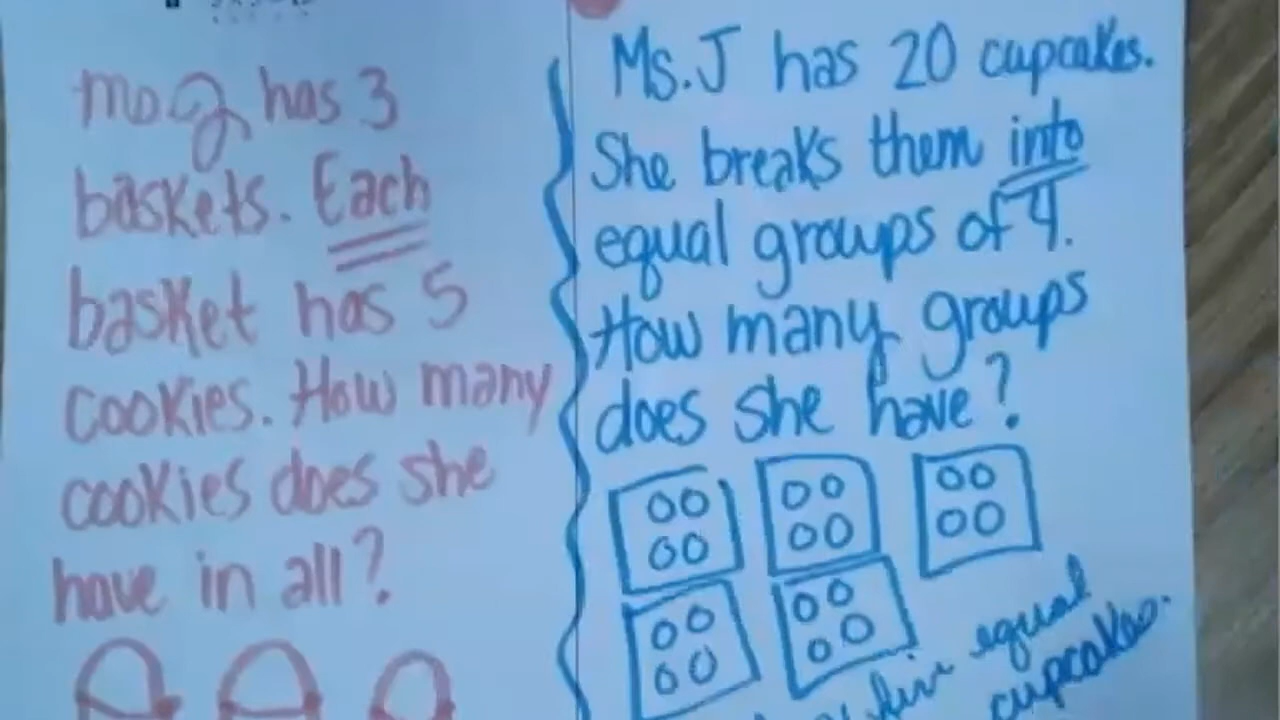 Ms. J has 3
baskets. Each
basket has 5
cookies. How many
cookies does she
have in all?
Ms. J has 20 cupcakes.
She breaks them into
equal groups of 4.
How many groups
does she have?
equal
cupcakes.